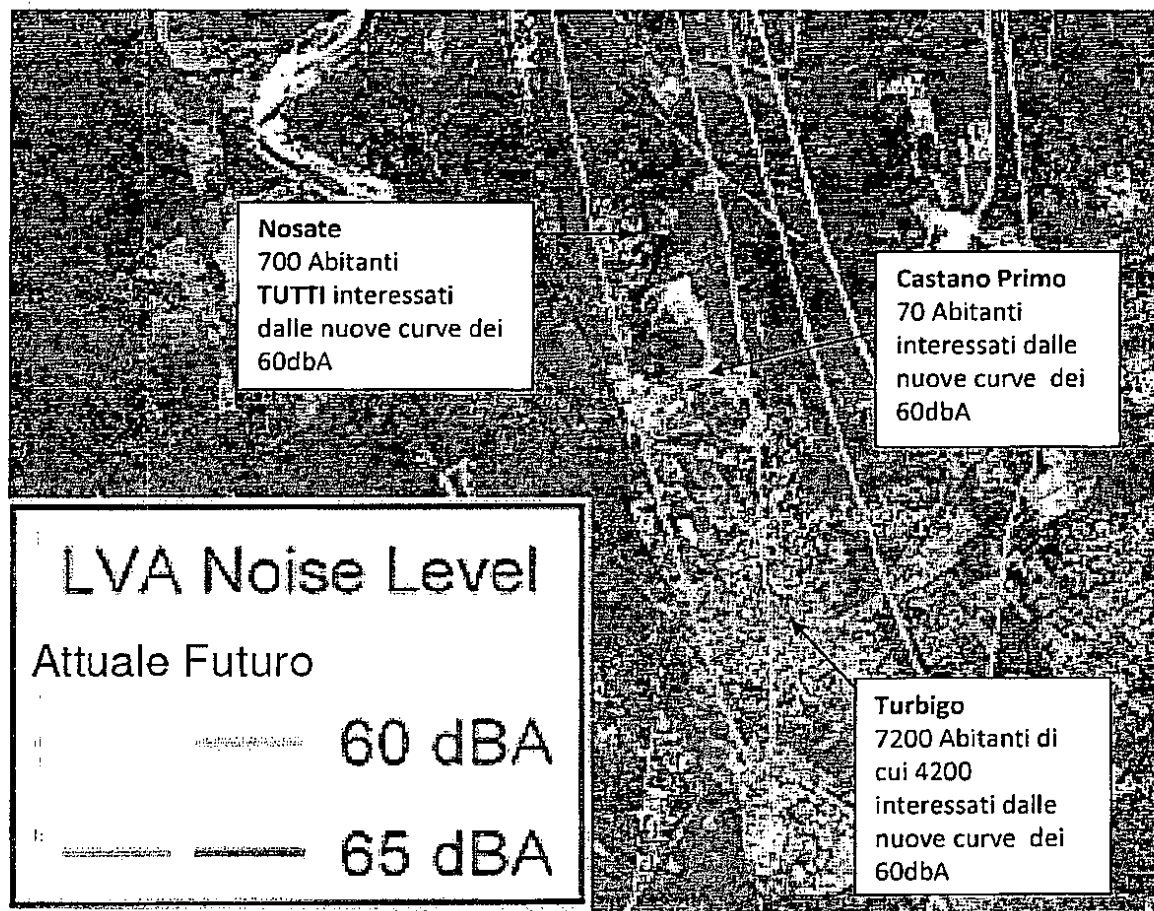 Nosate
700 Abitanti
TUTTI interessati
dalle nuove curve dei
60dbA
Castano Primo
70 Abitanti
interessati dalle
nuove curve dei
60dbA
LVA Noise Level
Attuale Futuro
60 dBA
65 dBA
Turbigo
7200 Abitanti di
cui 4200
interessati dalle
nuove curve dei
60dbA